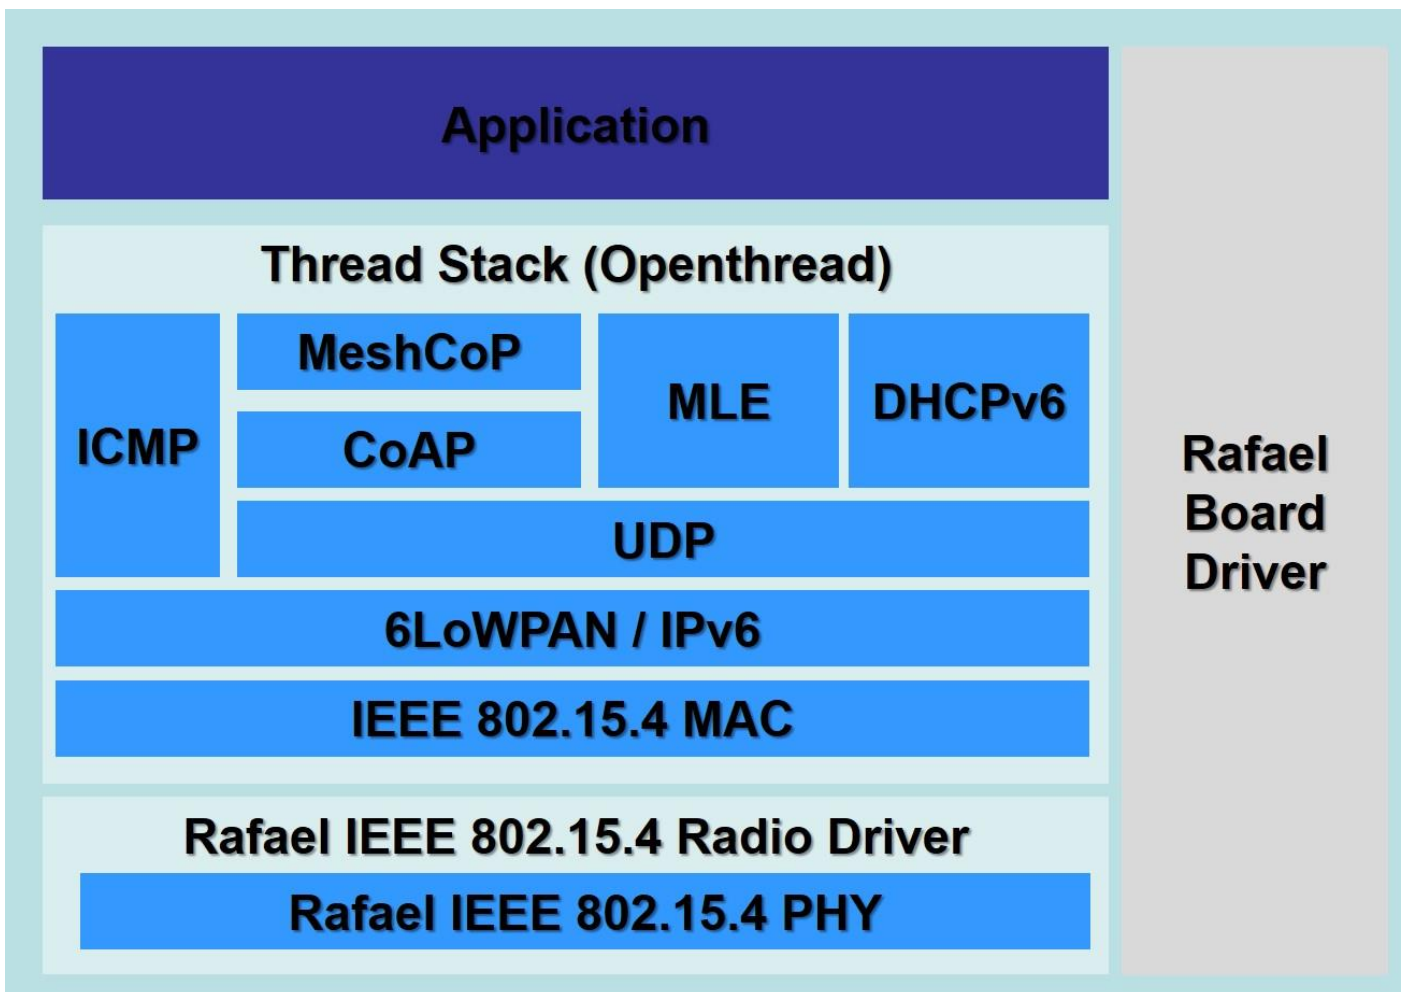 Application
Thread Stack (Openthread)
ICMP
MeshCoP
CoAP
MLE
DHCPv6
UDP
6LoWPAN / IPv6
IEEE 802.15.4 MAC
Rafael IEEE 802.15.4 Radio Driver
Rafael IEEE 802.15.4 PHY
Rafael
Board
Driver